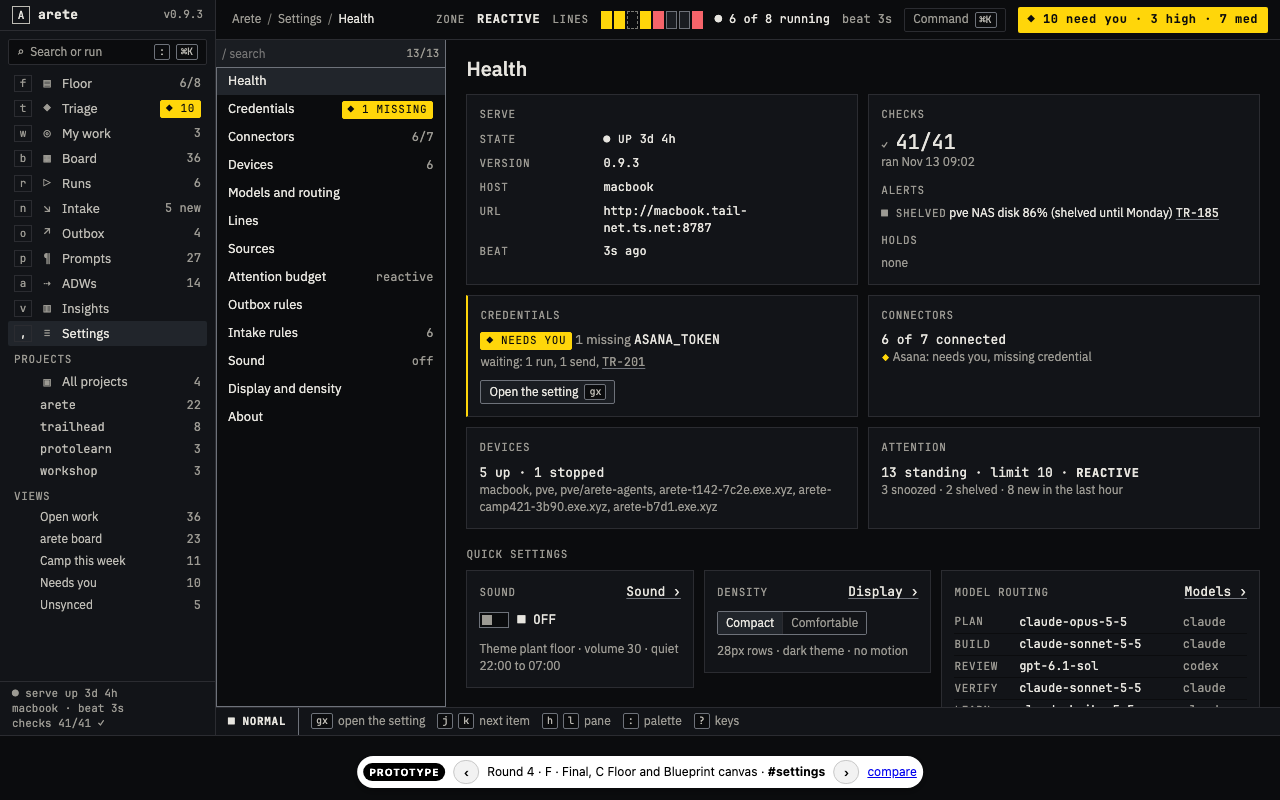 A arete v0.9.3
Search or run : ⌘K
f Floor 6/8
t Triage ◆ 10
w My work 3
b Board 36
r Runs 6
n Intake 5 new
o Outbox 4
p ¶ Prompts 27
a ADWs 14
v Insights
, Settings
PROJECTS
All projects 4
arete 22
trailhead 8
protolearn 3
workshop 3
VIEWS
Open work 36
arete board 23
Camp this week 11
Needs you 10
Unsynced 5
● serve up 3d 4h
macbook · beat 3s
checks 41/41 ✓
Arete / Settings / Health
ZONE REACTIVE LINES ● 6 of 8 running beat 3s Command ⌘K ◆ 10 need you · 3 high · 7 med
/ search 13/13
Health
Credentials ◆ 1 MISSING
Connectors 6/7
Devices 6
Models and routing
Lines
Sources
Attention budget reactive
Outbox rules
Intake rules 6
Sound off
Display and density
About
Health
SERVE
STATE ● UP 3d 4h
VERSION 0.9.3
HOST macbook
URL http://macbook.tail-
net.ts.net:8787
BEAT 3s ago
CHECKS
✓ 41/41
ran Nov 13 09:02
ALERTS
■ SHELVED pve NAS disk 86% (shelved until Monday) TR-185
HOLDS
none
CREDENTIALS
◆ NEEDS YOU 1 missing ASANA_TOKEN
waiting: 1 run, 1 send, TR-201
Open the setting gx
CONNECTORS
6 of 7 connected
◆ Asana: needs you, missing credential
DEVICES
5 up · 1 stopped
macbook, pve, pve/arete-agents, arete-t142-7c2e.exe.xyz, arete-
camp421-3b90.exe.xyz, arete-b7d1.exe.xyz
ATTENTION
13 standing · limit 10 · REACTIVE
3 snoozed · 2 shelved · 8 new in the last hour
QUICK SETTINGS
SOUND Sound ›
■ OFF
Theme plant floor · volume 30 · quiet
22:00 to 07:00
DENSITY Display ›
Compact Comfortable
28px rows · dark theme · no motion
MODEL ROUTING Models ›
PLAN claude-opus-5-5 claude
BUILD claude-sonnet-5-5 claude
REVIEW gpt-6.1-sol codex
VERIFY claude-sonnet-5-5 claude
■ NORMAL gx open the setting j k next item h l pane : palette ? keys
PROTOTYPE ‹ Round 4 · F · Final, C Floor and Blueprint canvas · #settings › compare